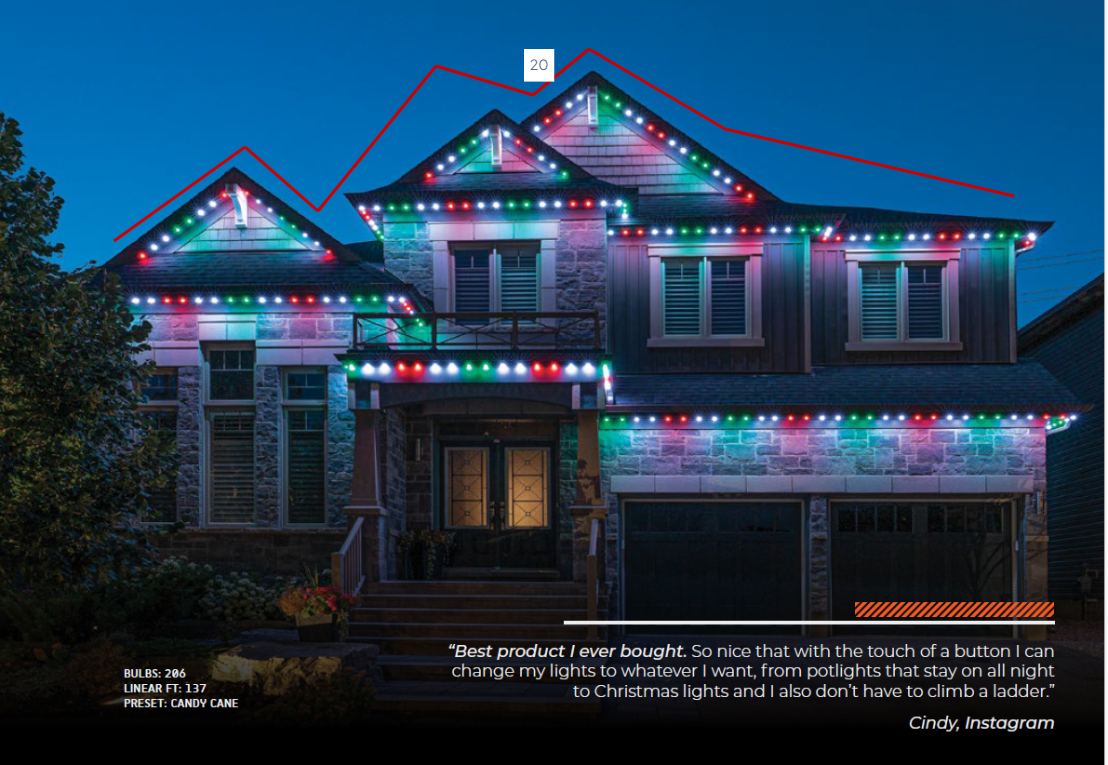 20
“Best product I ever bought. So nice that with the touch of a button I can
change my lights to whatever I want, from potlights that stay on all night
to Christmas lights and I also don’t have to climb a ladder.”
Cindy, Instagram
BULBS: 206
LINEAR FT: 137
PRESET: CANDY CANE